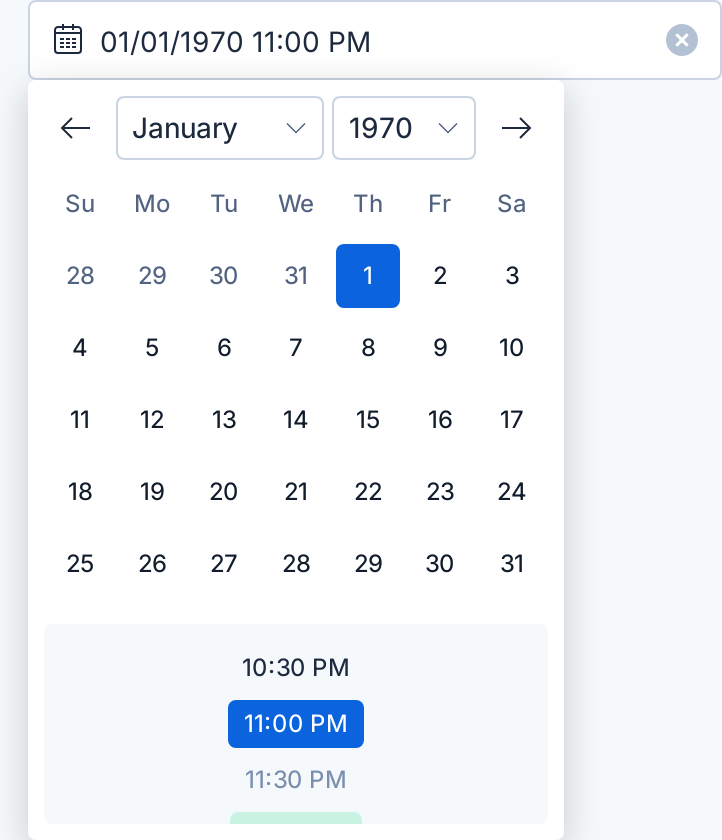 01/01/1970 11:00 PM
January 1970
Su Mo Tu We Th Fr Sa
28 29 30 31 1 2 3
4 5 6 7 8 9 10
11 12 13 14 15 16 17
18 19 20 21 22 23 24
25 26 27 28 29 30 31
10:30 PM
11:00 PM
11:30 PM